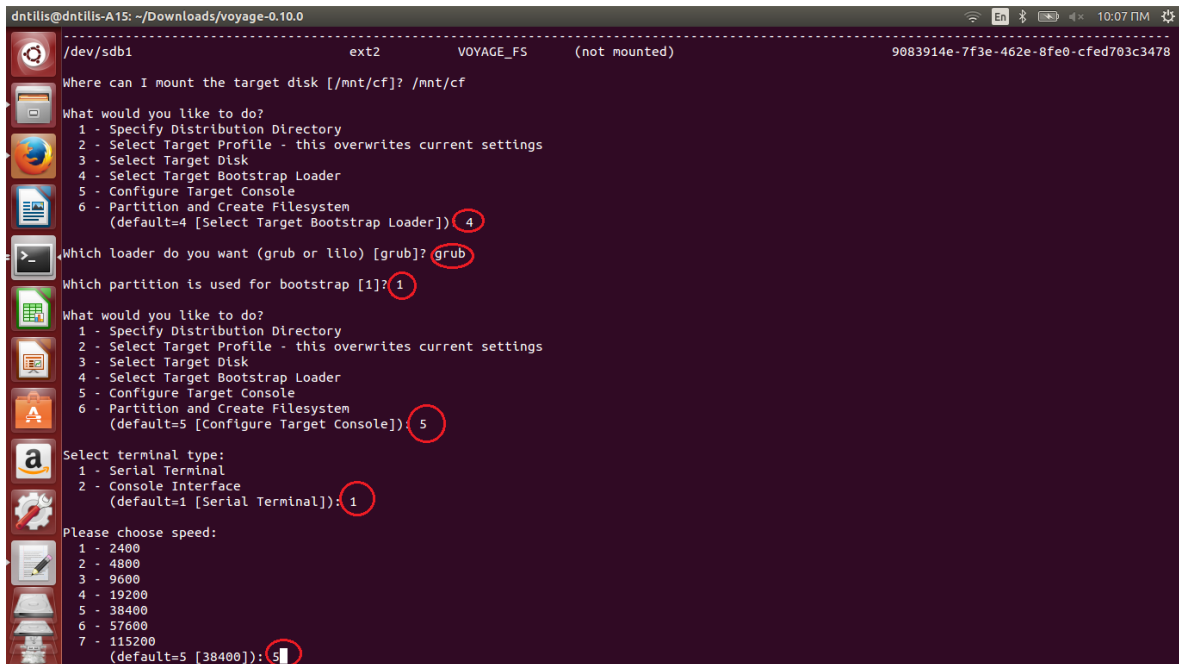 dntilis@dntilis-A15: ~/Downloads/voyage-0.10.0 En 10:07 ΠΜ
--------------------------------------------------------------------------------
/dev/sdb1 ext2 VOYAGE_FS (not mounted) 9083914e-7f3e-462e-8fe0-cfed703c3478
Where can I mount the target disk [/mnt/cf]? /mnt/cf
What would you like to do?
1 - Specify Distribution Directory
2 - Select Target Profile - this overwrites current settings
3 - Select Target Disk
4 - Select Target Bootstrap Loader
5 - Configure Target Console
6 - Partition and Create Filesystem
(default=4 [Select Target Bootstrap Loader]): 4
Which loader do you want (grub or lilo) [grub]? grub
Which partition is used for bootstrap [1]? 1
What would you like to do?
1 - Specify Distribution Directory
2 - Select Target Profile - this overwrites current settings
3 - Select Target Disk
4 - Select Target Bootstrap Loader
5 - Configure Target Console
6 - Partition and Create Filesystem
(default=5 [Configure Target Console]): 5
Select terminal type:
1 - Serial Terminal
2 - Console Interface
(default=1 [Serial Terminal]): 1
Please choose speed:
1 - 2400
2 - 4800
3 - 9600
4 - 19200
5 - 38400
6 - 57600
7 - 115200
(default=5 [38400]): 5